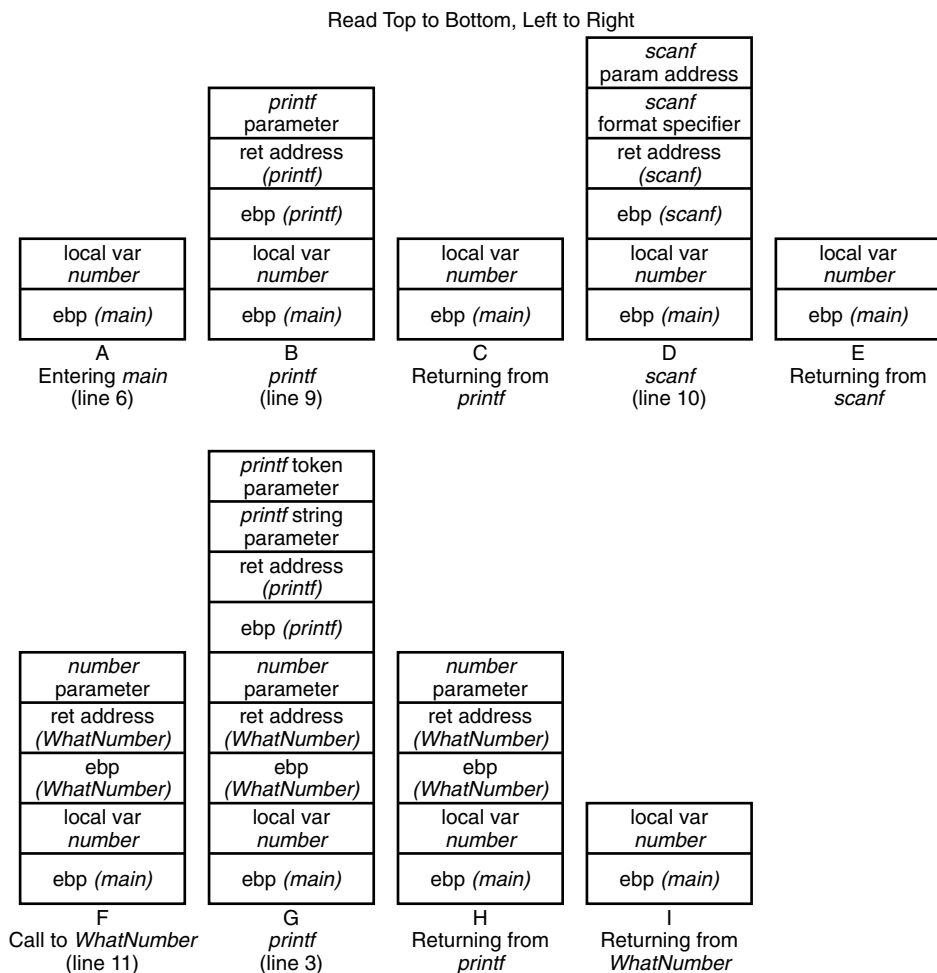 Read Top to Bottom, Left to Right
local var
number
ebp (main)
A
Entering main
(line 6)
printf
parameter
ret address
(printf)
ebp (printf)
local var
number
ebp (main)
B
printf
(line 9)
local var
number
ebp (main)
C
Returning from
printf
scanf
param address
scanf
format specifier
ret address
(scanf)
ebp (scanf)
local var
number
ebp (main)
D
scanf
(line 10)
local var
number
ebp (main)
E
Returning from
scanf
number
parameter
ret address
(WhatNumber)
ebp
(WhatNumber)
local var
number
ebp (main)
F
Call to WhatNumber
(line 11)
printf token
parameter
printf string
parameter
ret address
(printf)
ebp (printf)
number
parameter
ret address
(WhatNumber)
ebp
(WhatNumber)
local var
number
ebp (main)
G
printf
(line 3)
number
parameter
ret address
(WhatNumber)
ebp
(WhatNumber)
local var
number
ebp (main)
H
Returning from
printf
local var
number
ebp (main)
I
Returning from
WhatNumber